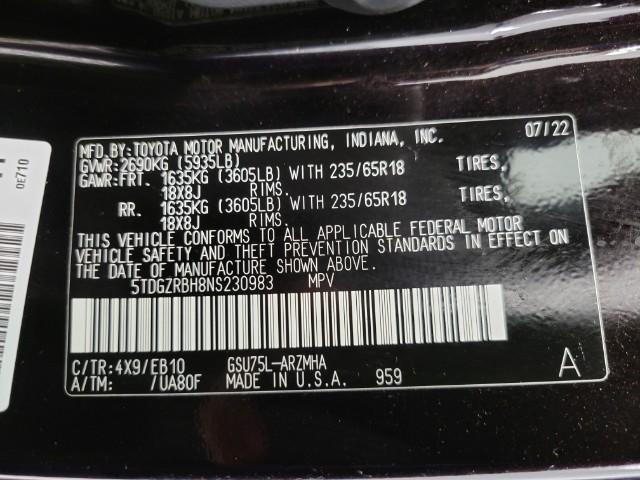 MFD.BY:TOYOTA MOTOR MANUFACTURING, INDIANA, INC. 07/22
GVWR:2690KG (5935LB)
GAWR:FRT. 1635KG (3605LB) WITH 235/65R18 TIRES,
18X8J RIMS.
RR. 1635KG (3605LB) WITH 235/65R18 TIRES,
18X8J RIMS.
THIS VEHICLE CONFORMS TO ALL APPLICABLE FEDERAL MOTOR
VEHICLE SAFETY AND THEFT PREVENTION STANDARDS IN EFFECT ON
THE DATE OF MANUFACTURE SHOWN ABOVE.
5TDGZRBH8NS230983 MPV
C/TR:4X9/EB10 GSU75L-ARZMHA
A/TM: /UA80F MADE IN U.S.A. 959
A
0E710